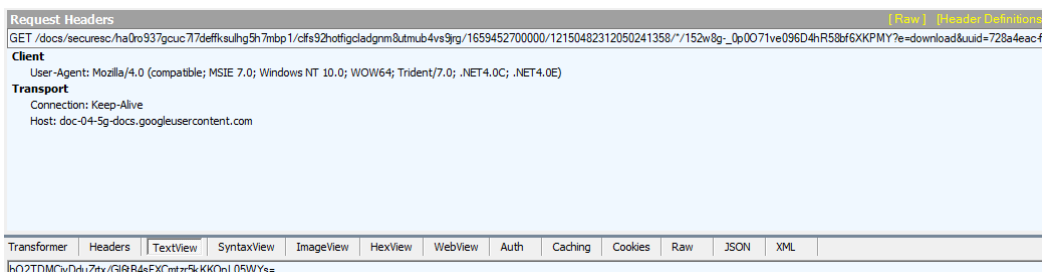 Request Headers [ Raw ] [Header Definitions
GET /docs/securesc/ha0ro937gcuc7l7deffksulhg5h7mbp1/clfs92hotfigcladgnm8utmub4vs9jrg/1659452700000/12150482312050241358/*/152w8g-_0p0O71ve096D4hR58bf6XKPMY?e=download&uuid=728a4eac-f
Client
User-Agent: Mozilla/4.0 (compatible; MSIE 7.0; Windows NT 10.0; WOW64; Trident/7.0; .NET4.0C; .NET4.0E)
Transport
Connection: Keep-Alive
Host: doc-04-5g-docs.googleusercontent.com
Transformer Headers TextView SyntaxView ImageView HexView WebView Auth Caching Cookies Raw JSON XML